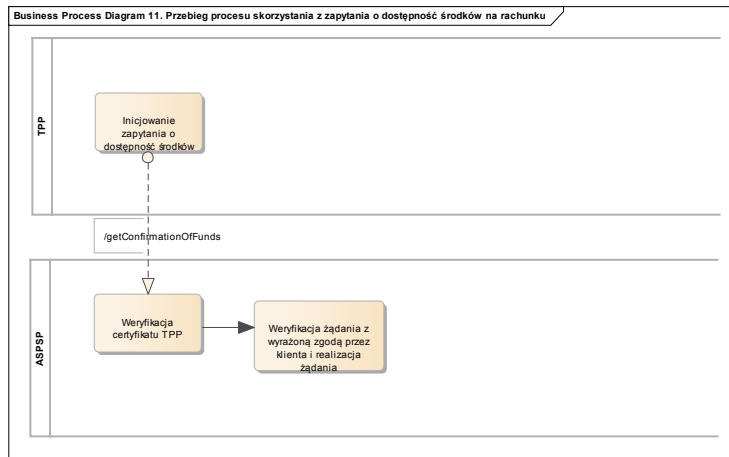 Business Process Diagram 11. Przebieg procesu skorzystania z zapytania o dostępność środków na rachunku
TPP
Inicjowanie
zapytania o
dostępność środków
/getConfirmationOfFunds
ASPSP
Weryfikacja
certyfikatu TPP
Weryfikacja żądania z
wyrażoną zgodą przez
klienta i realizacja
żądania